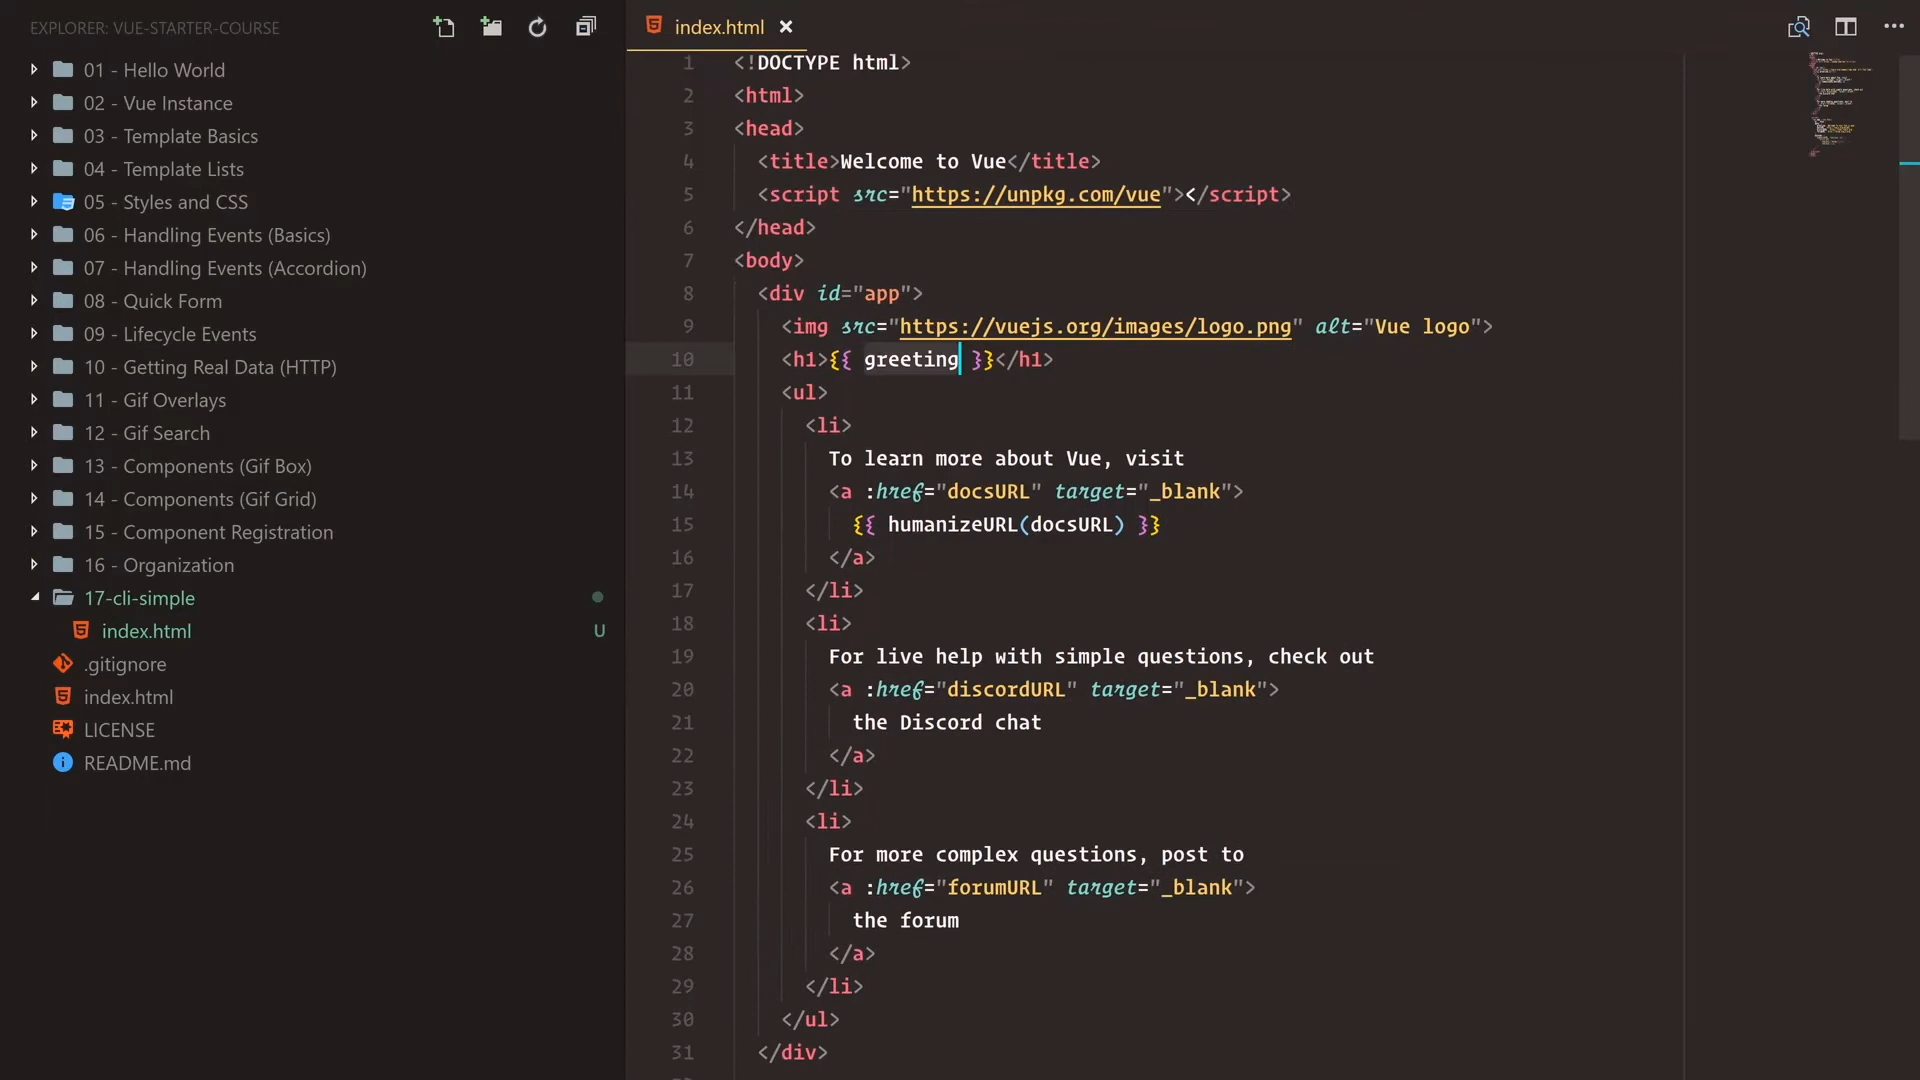 EXPLORER: VUE-STARTER-COURSE
01 - Hello World
02 - Vue Instance
03 - Template Basics
04 - Template Lists
05 - Styles and CSS
06 - Handling Events (Basics)
07 - Handling Events (Accordion)
08 - Quick Form
09 - Lifecycle Events
10 - Getting Real Data (HTTP)
11 - Gif Overlays
12 - Gif Search
13 - Components (Gif Box)
14 - Components (Gif Grid)
15 - Component Registration
16 - Organization
17-cli-simple
index.html U
.gitignore
index.html
LICENSE
README.md
index.html
1 <!DOCTYPE html>
2 <html>
3 <head>
4 <title>Welcome to Vue</title>
5 <script src="https://unpkg.com/vue"></script>
6 </head>
7 <body>
8 <div id="app">
9 <img src="https://vuejs.org/images/logo.png" alt="Vue logo">
10 <h1>{{ greeting }}</h1>
11 <ul>
12 <li>
13 To learn more about Vue, visit
14 <a :href="docsURL" target="_blank">
15 {{ humanizeURL(docsURL) }}
16 </a>
17 </li>
18 <li>
19 For live help with simple questions, check out
20 <a :href="discordURL" target="_blank">
21 the Discord chat
22 </a>
23 </li>
24 <li>
25 For more complex questions, post to
26 <a :href="forumURL" target="_blank">
27 the forum
28 </a>
29 </li>
30 </ul>
31 </div>